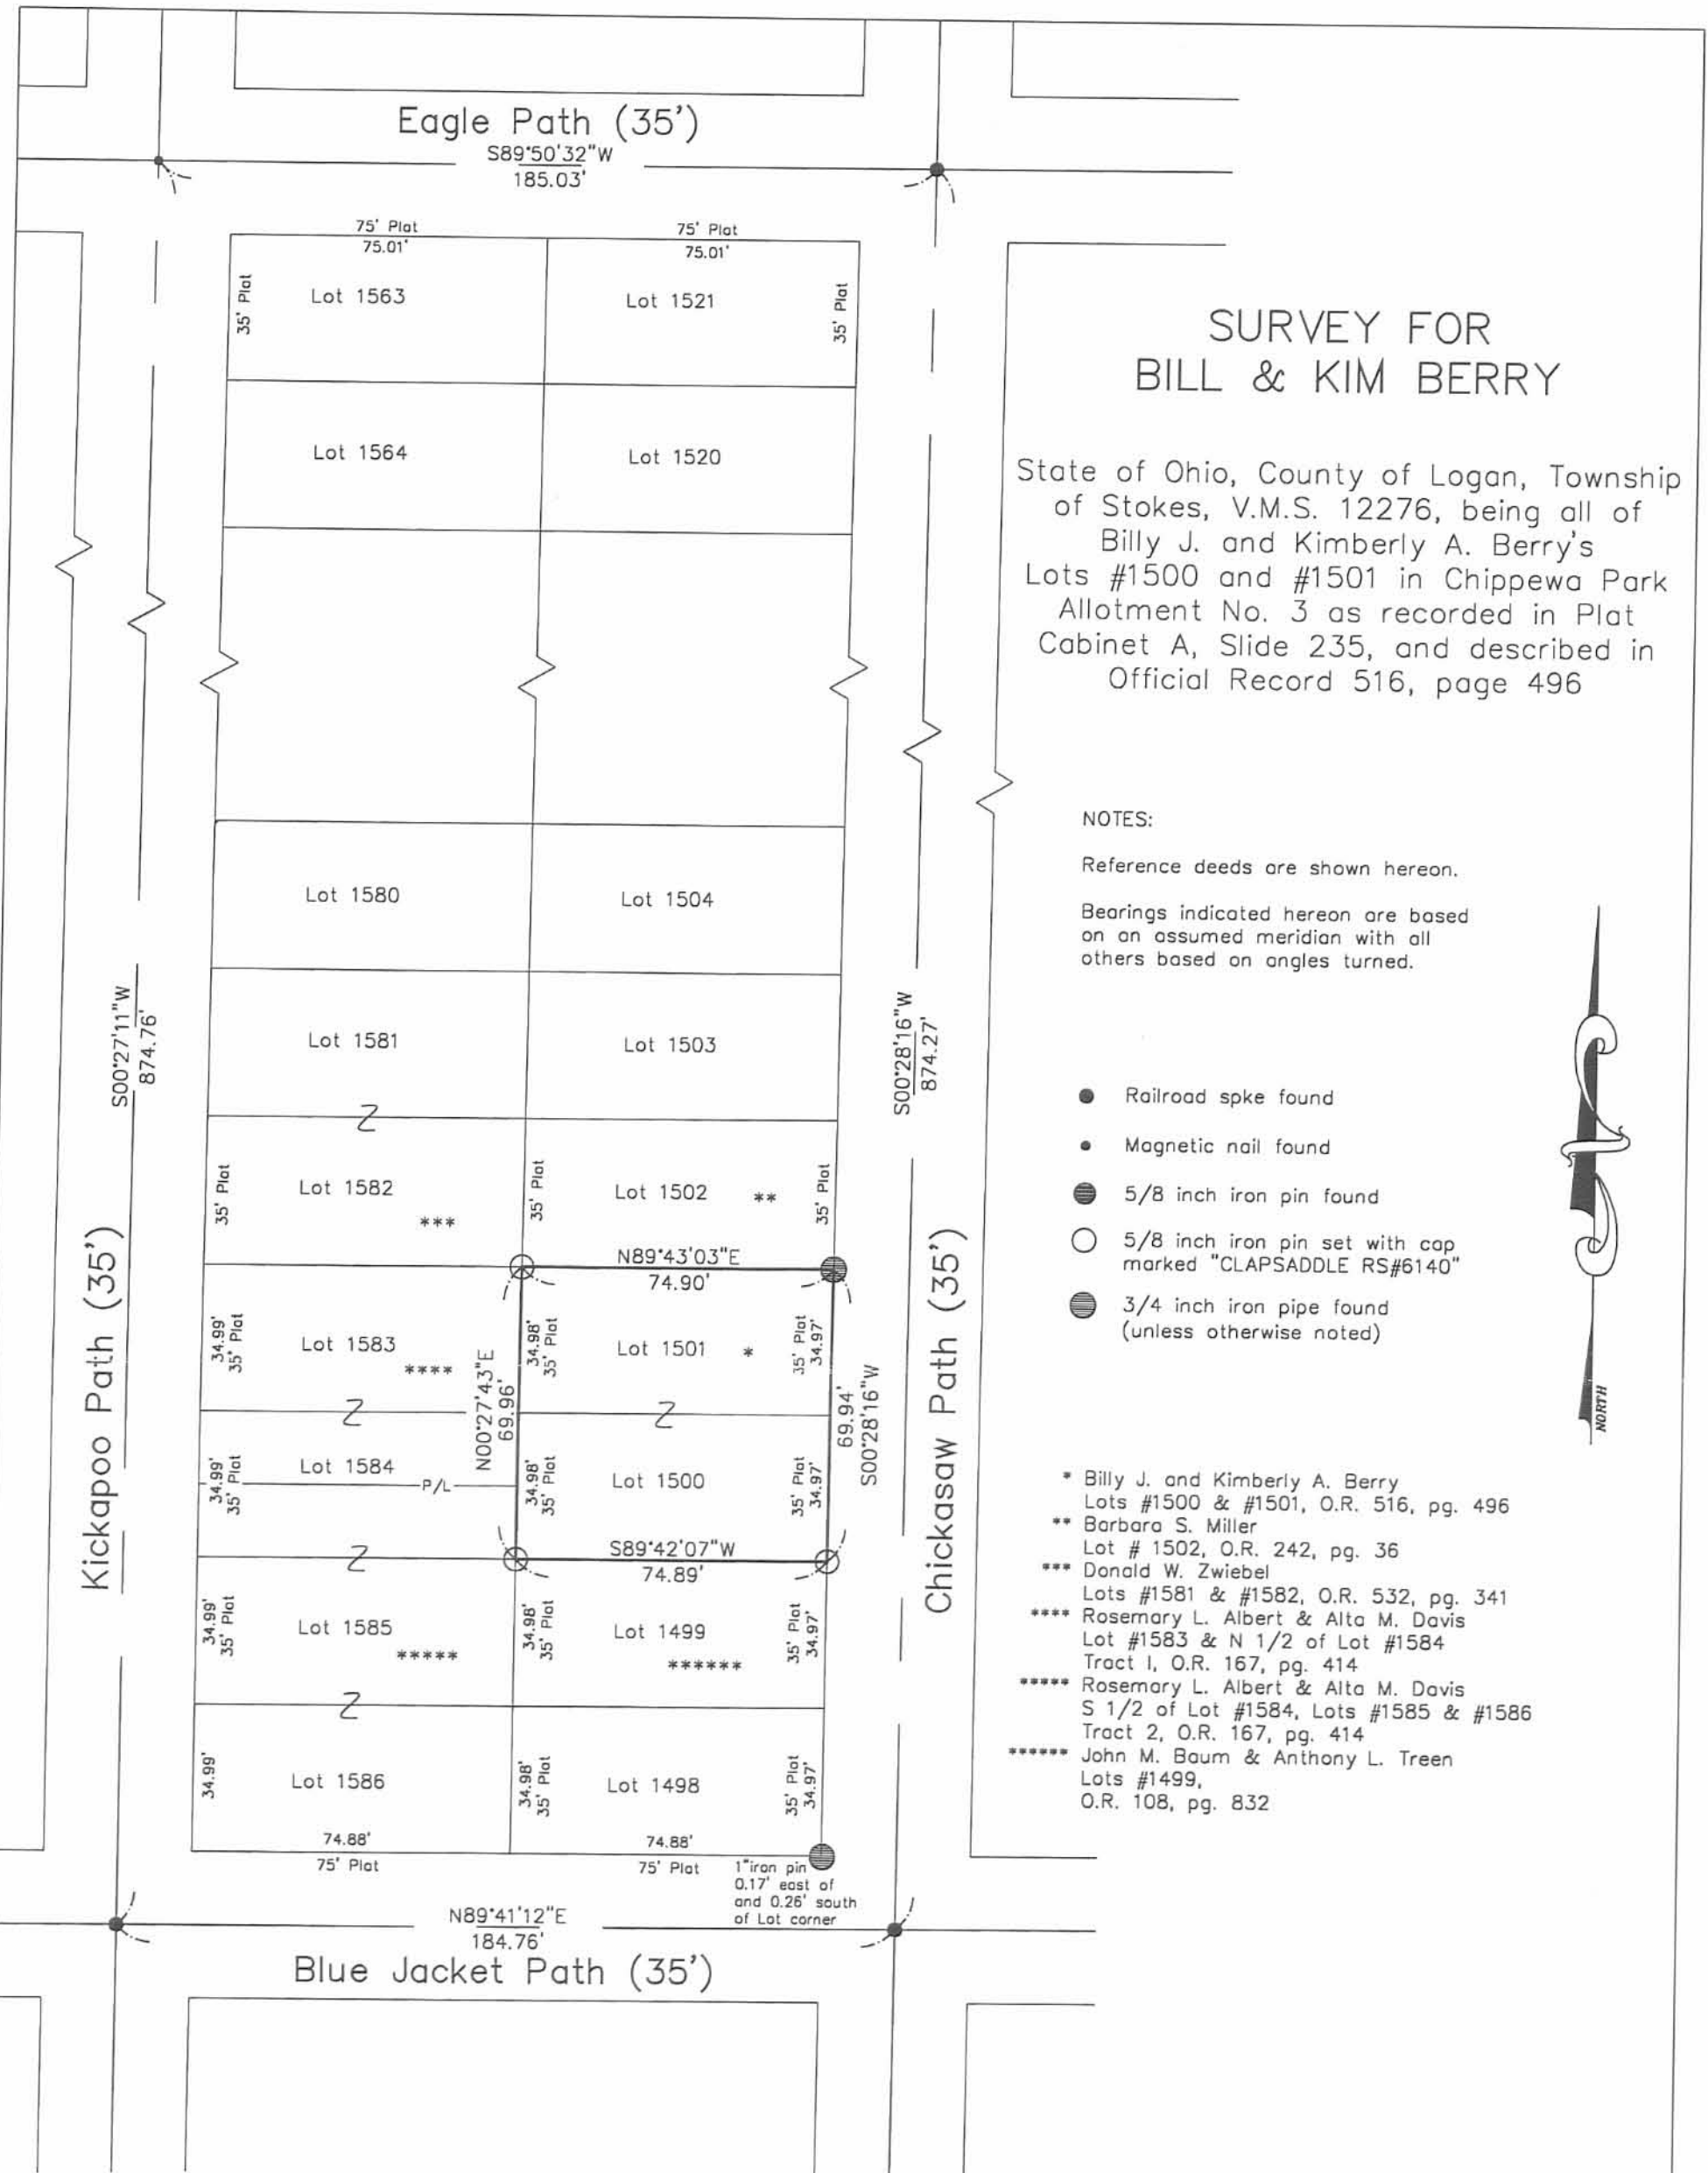 Eagle Path (35')
S89°50'32"W
185.03'
75' Plat
75.01'
75' Plat
75.01'
35' Plat
Lot 1563
Lot 1521
35' Plat
Lot 1564
Lot 1520
SURVEY FOR
BILL & KIM BERRY
State of Ohio, County of Logan, Township
of Stokes, V.M.S. 12276, being all of
Billy J. and Kimberly A. Berry's
Lots #1500 and #1501 in Chippewa Park
Allotment No. 3 as recorded in Plat
Cabinet A, Slide 235, and described in
Official Record 516, page 496
NOTES:
Reference deeds are shown hereon.
Bearings indicated hereon are based
on an assumed meridian with all
others based on angles turned.
Lot 1580
Lot 1504
S00°27'11"W
874.76'
Lot 1581
Lot 1503
S00°28'16"W
874.27'
Railroad spke found
Magnetic nail found
5/8 inch iron pin found
5/8 inch iron pin set with cap
marked "CLAPSADDLE RS#6140"
3/4 inch iron pipe found
(unless otherwise noted)
NORTH
Kickapoo Path (35')
Chickasaw Path (35')
35' Plat
Lot 1582
***
35' Plat
Lot 1502 **
35' Plat
N89°43'03"E
74.90'
34.99'
35' Plat
Lot 1583
****
N00°27'43"E
69.96'
34.98'
35' Plat
Lot 1501 *
35' Plat
34.97'
69.94'
S00°28'16"W
34.99'
35' Plat
Lot 1584
P/L
34.98'
35' Plat
Lot 1500
35' Plat
34.97'
S89°42'07"W
74.89'
34.99'
35' Plat
Lot 1585
*****
34.98'
35' Plat
Lot 1499
******
35' Plat
34.97'
34.99'
Lot 1586
34.98'
35' Plat
Lot 1498
35' Plat
34.97'
74.88'
75' Plat
74.88'
75' Plat
1"iron pin
0.17' east of
and 0.26' south
of Lot corner
N89°41'12"E
184.76'
Blue Jacket Path (35')
* Billy J. and Kimberly A. Berry
Lots #1500 & #1501, O.R. 516, pg. 496
** Barbara S. Miller
Lot # 1502, O.R. 242, pg. 36
*** Donald W. Zwiebel
Lots #1581 & #1582, O.R. 532, pg. 341
**** Rosemary L. Albert & Alta M. Davis
Lot #1583 & N 1/2 of Lot #1584
Tract I, O.R. 167, pg. 414
***** Rosemary L. Albert & Alta M. Davis
S 1/2 of Lot #1584, Lots #1585 & #1586
Tract 2, O.R. 167, pg. 414
****** John M. Baum & Anthony L. Treen
Lots #1499,
O.R. 108, pg. 832